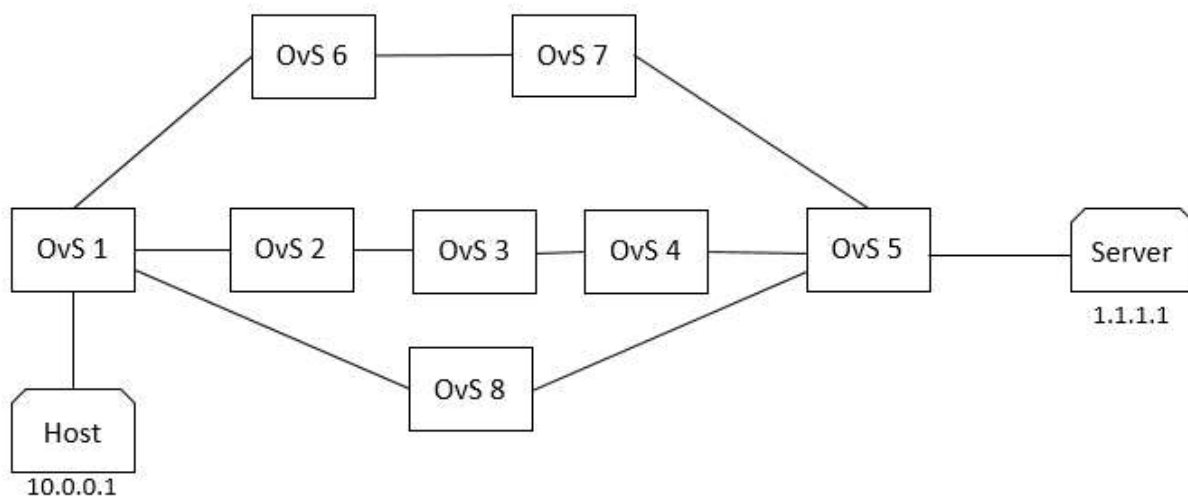 OvS 6
OvS 7
OvS 1
OvS 2
OvS 3
OvS 4
OvS 5
Server
1.1.1.1
OvS 8
Host
10.0.0.1